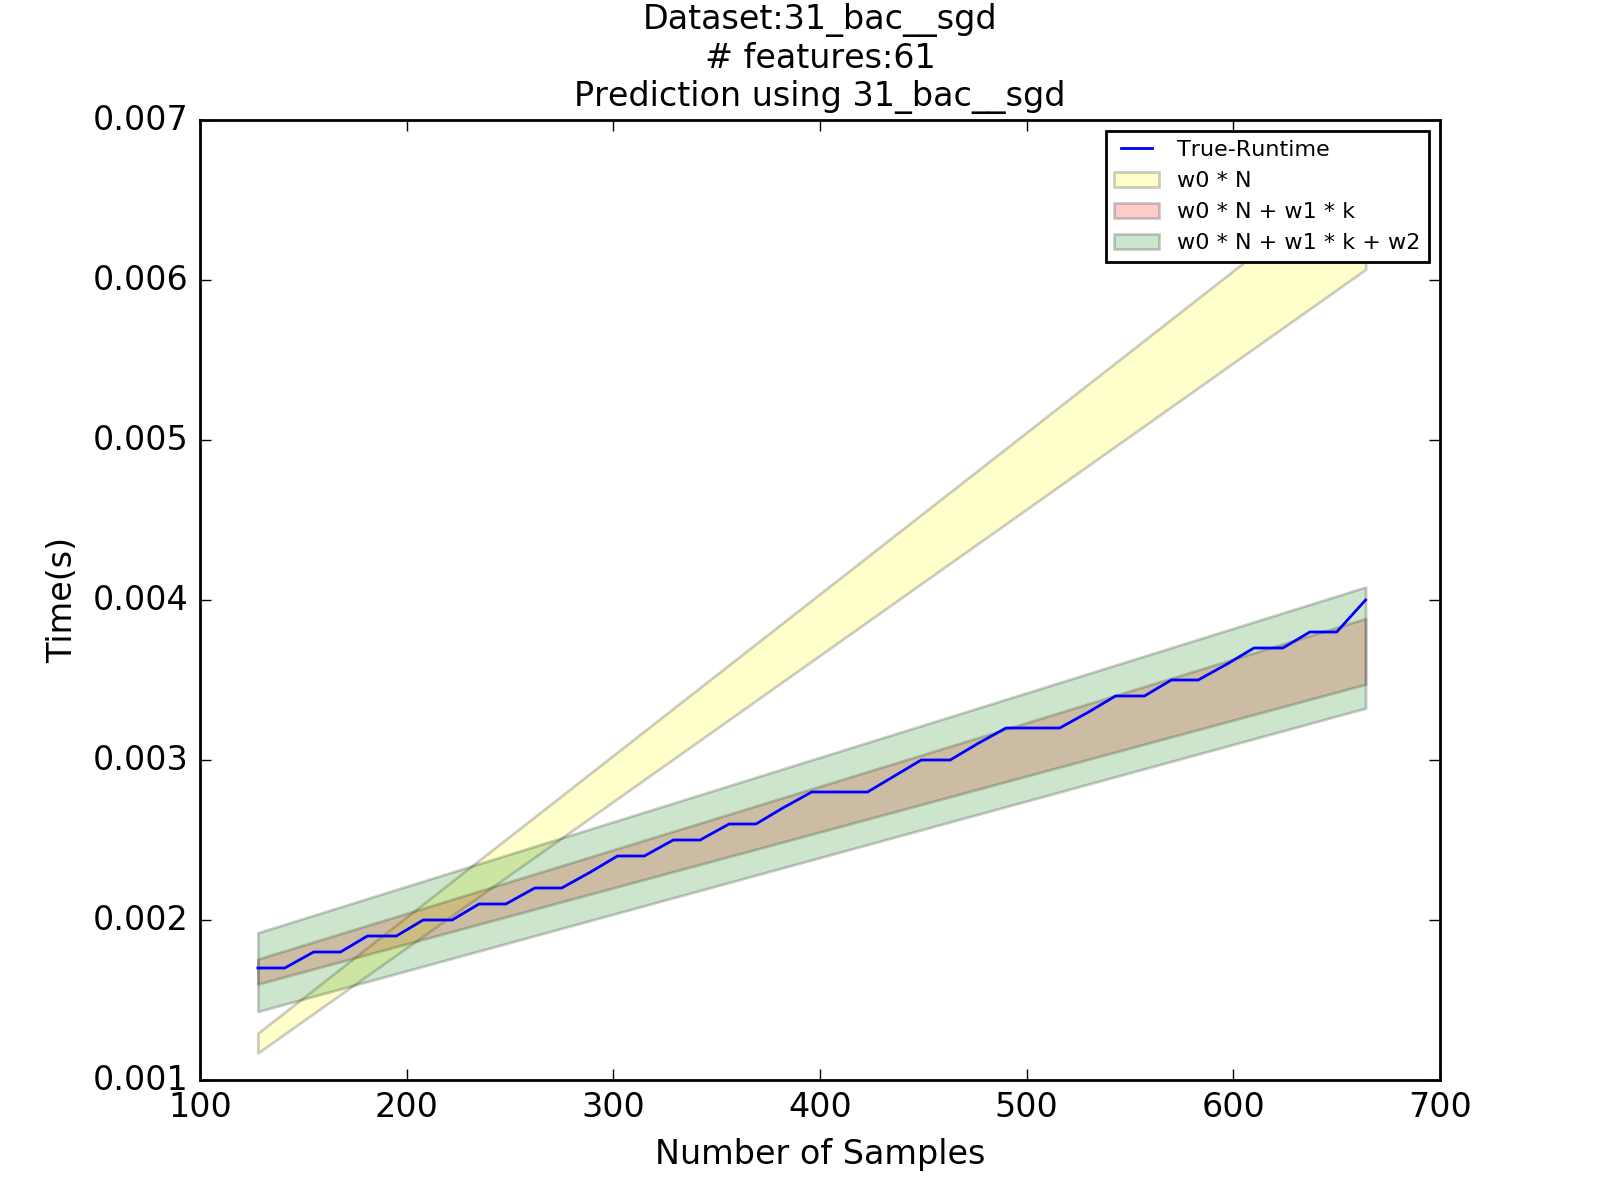 Dataset:31_bac__sgd
# features:61
Prediction using 31_bac__sgd
0.007
0.006
0.005
0.004
0.003
0.002
0.001
Time(s)
True-Runtime
w0 * N
w0 * N + w1 * k
w0 * N + w1 * k + w2
100 200 300 400 500 600 700
Number of Samples